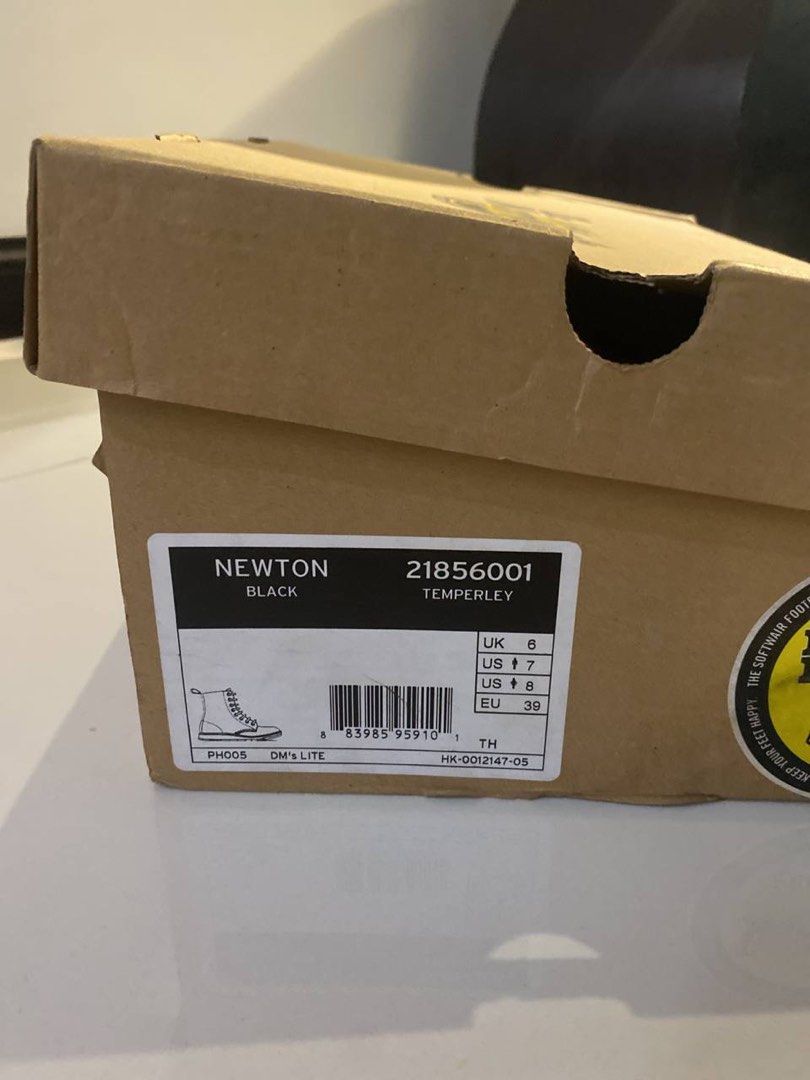 NEWTON 21856001
BLACK TEMPERLEY
UK 6
US 7
US 8
EU 39
8 83985 95910 1
TH
PH005 DM's LITE HK-0012147-05
THE SOFTWAIR
KEEP YOUR FEET HAPPY